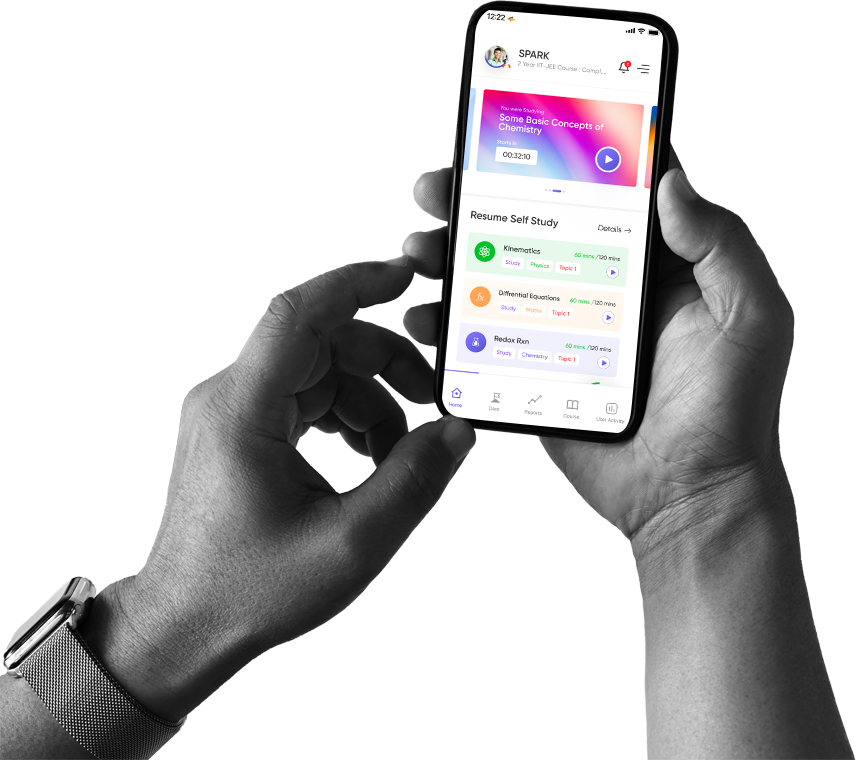 12:22
SPARK
2 Year IIT-JEE Course : Compl...
You were Studying
Some Basic Concepts of
Chemistry
Starts in
00:32:10
Resume Self Study
Details →
Kinematics
60 mins /120 mins
Study Physics Topic 1
Diffrential Equations
60 mins /120 mins
Study Maths Topic 1
Redox Rxn
60 mins /120 mins
Study Chemistry Topic 1
Home Goal Reports Course User Activity